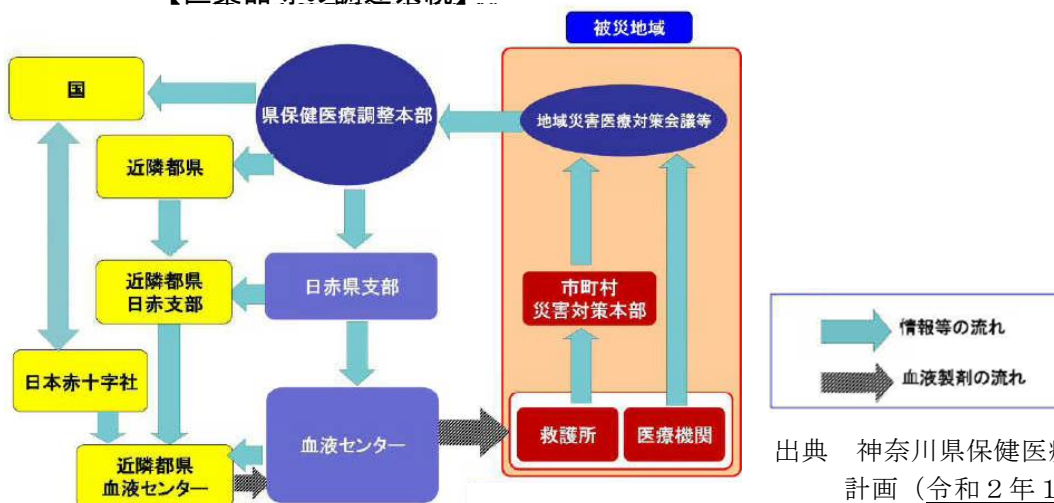 被災地域
国
県保健医療調整本部
地域災害医療対策会議等
近隣都県
近隣都県
日赤支部
日赤県支部
市町村
災害対策本部
情報等の流れ
血液製剤の流れ
日本赤十字社
血液センター
救護所
医療機関
近隣都県
血液センター
出典 神奈川県保健医
計画(令和2年1